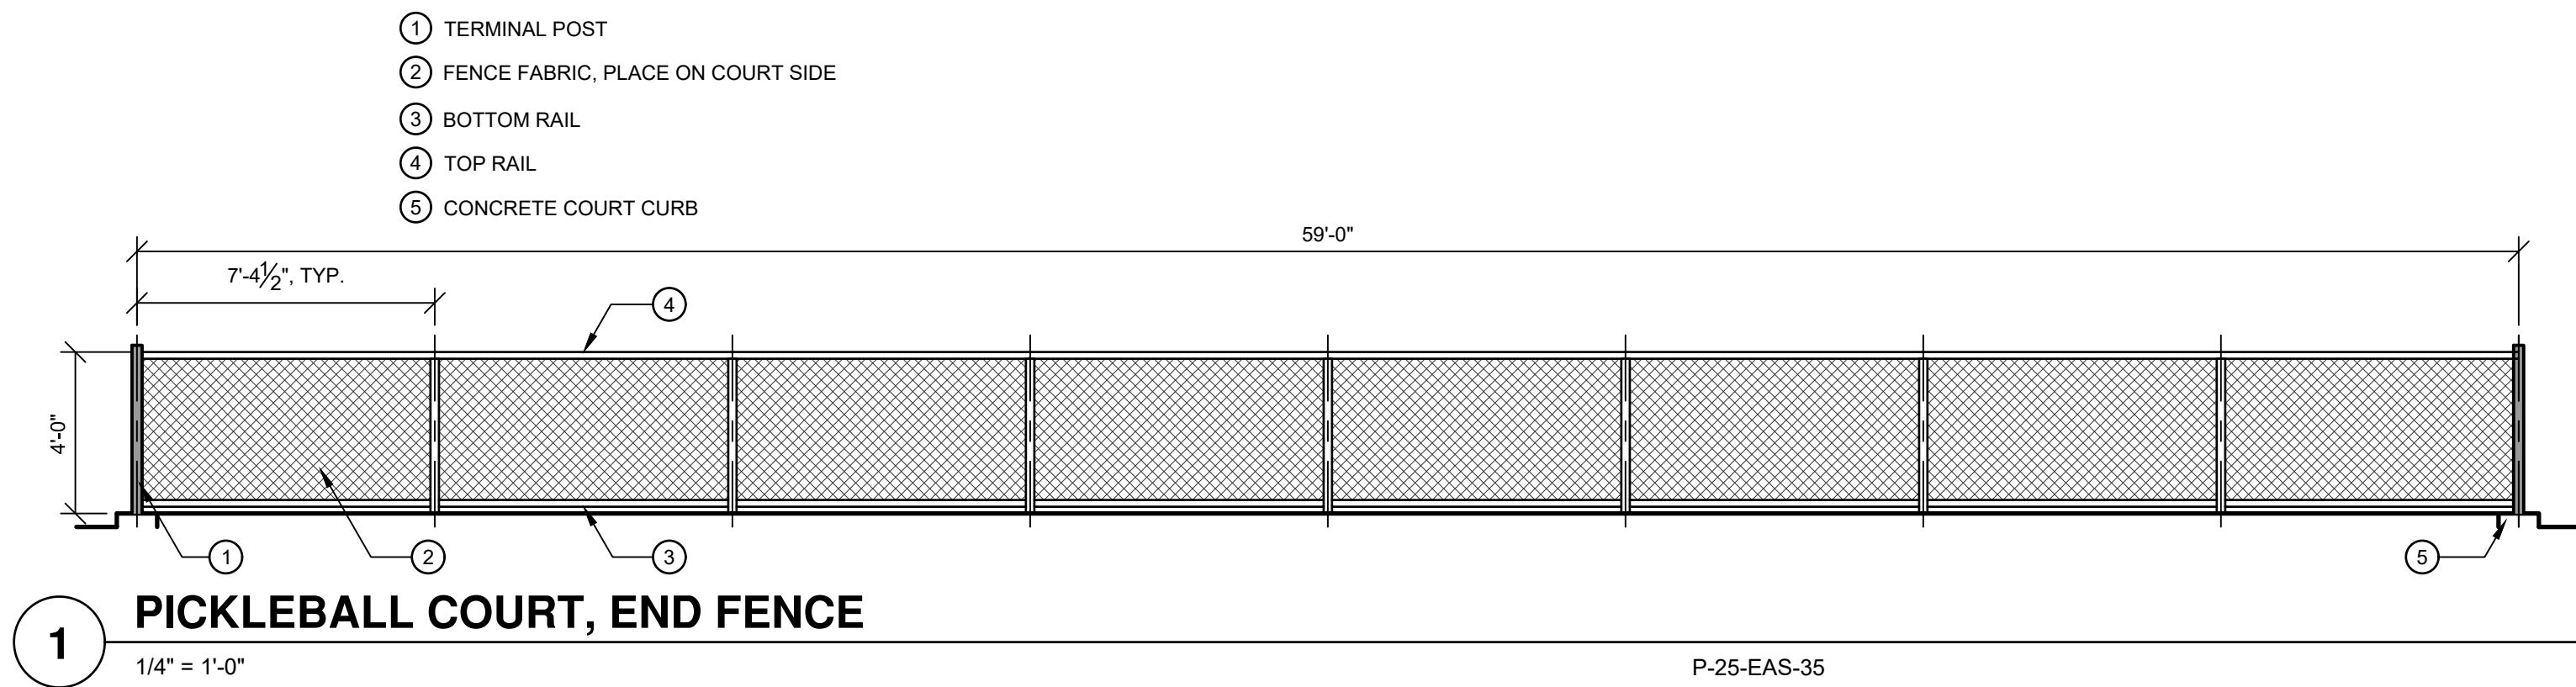 1 TERMINAL POST
2 FENCE FABRIC, PLACE ON COURT SIDE
3 BOTTOM RAIL
4 TOP RAIL
5 CONCRETE COURT CURB
59'-0"
7'-4½", TYP.
4
4'-0"
1
2
3
5
PICKLEBALL COURT, END FENCE
1
1/4" = 1'-0"
P-25-EAS-35